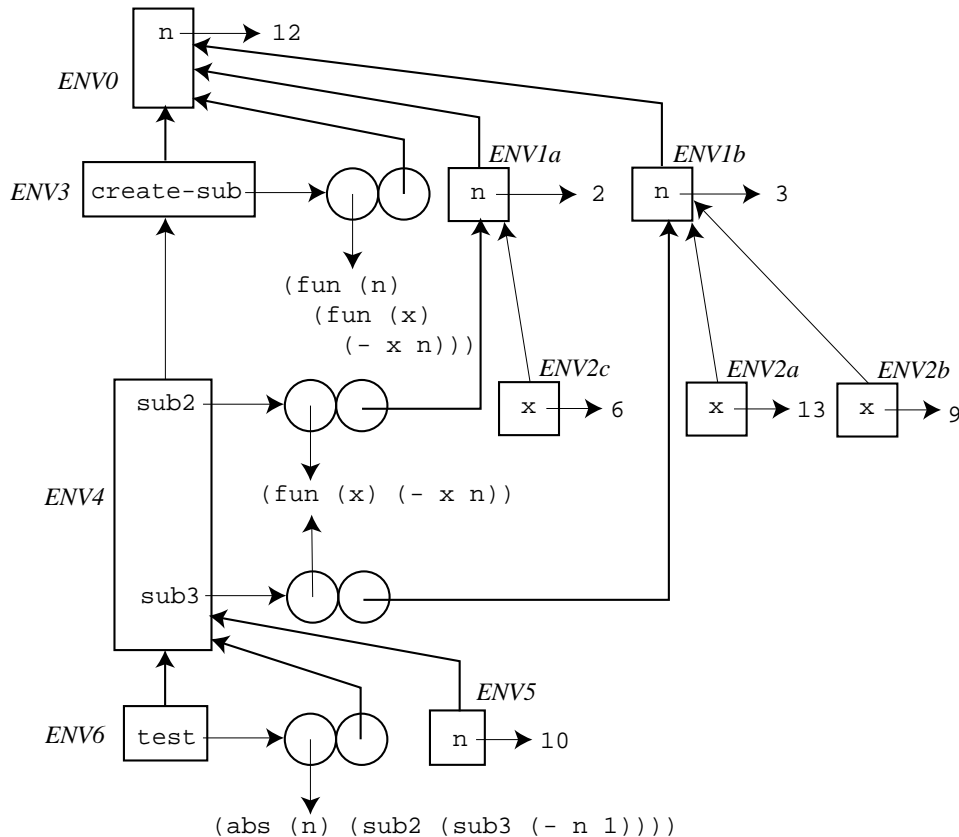 n 12
ENV0
ENV1a ENV1b
ENV3 create-sub n 2 n 3
(fun (n)
(fun (x)
(- x n)))
ENV2c ENV2a ENV2b
sub2 x 6 x 13 x 9
ENV4 (fun (x) (- x n))
sub3
ENV5
ENV6 test n 10
(abs (n) (sub2 (sub3 (- n 1))))